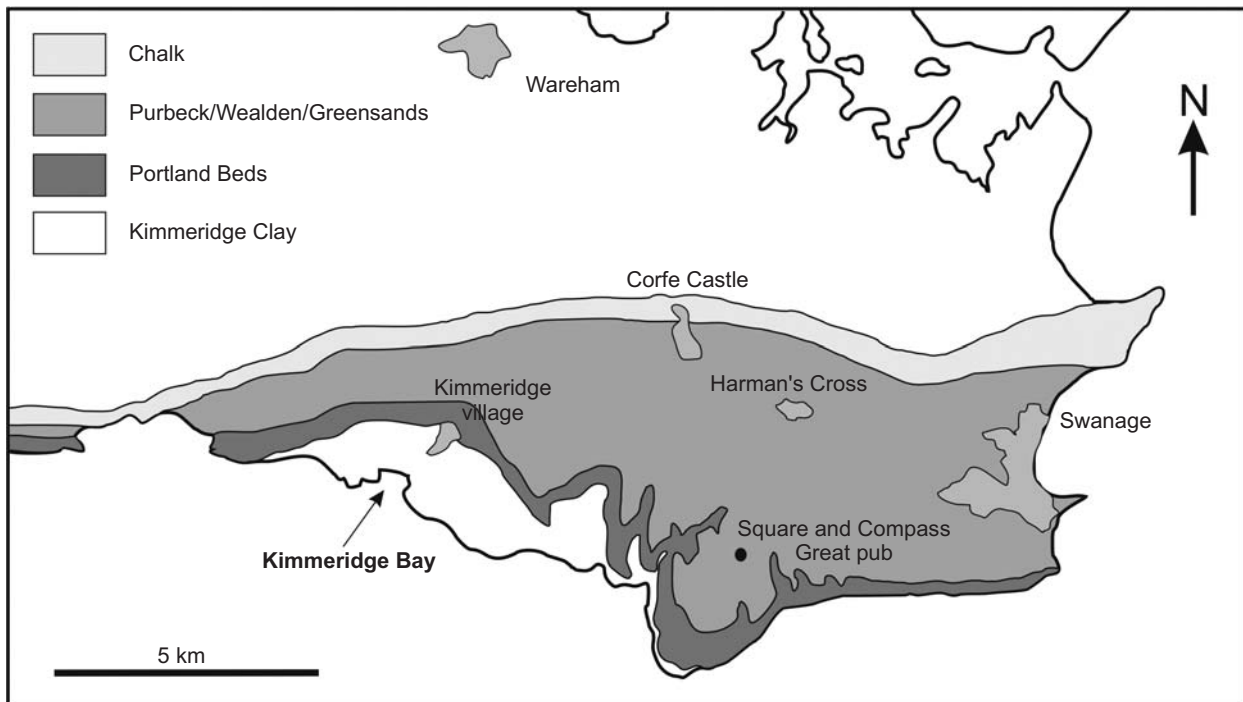 Chalk
Purbeck/Wealden/Greensands
Portland Beds
Kimmeridge Clay
Wareham
N
Corfe Castle
Kimmeridge
village
Harman's Cross
Swanage
Square and Compass
Great pub
Kimmeridge Bay
5 km